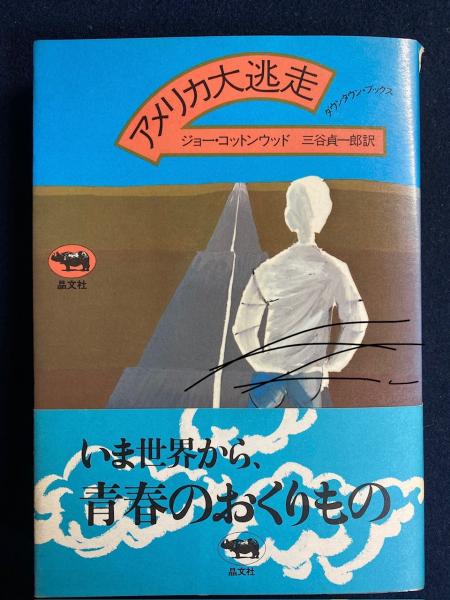 アメリカ大逃走
ダウンタウン・ブックス
ジョー・コットンウッド 三谷貞一郎訳
晶文社
いま世界から、
青春のおくりもの
晶文社